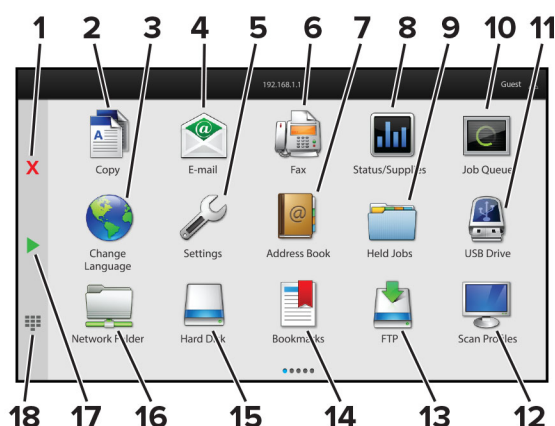 1 2 3 4 5 6 7 8 9 10 11
192.168.1.1
Guest
X
Copy
E-mail
Fax
Status/Supplies
Job Queue
Change
Language
Settings
Address Book
Held Jobs
USB Drive
Network Folder
Hard Disk
Bookmarks
FTP
Scan Profiles
18 17 16 15 14 13 12